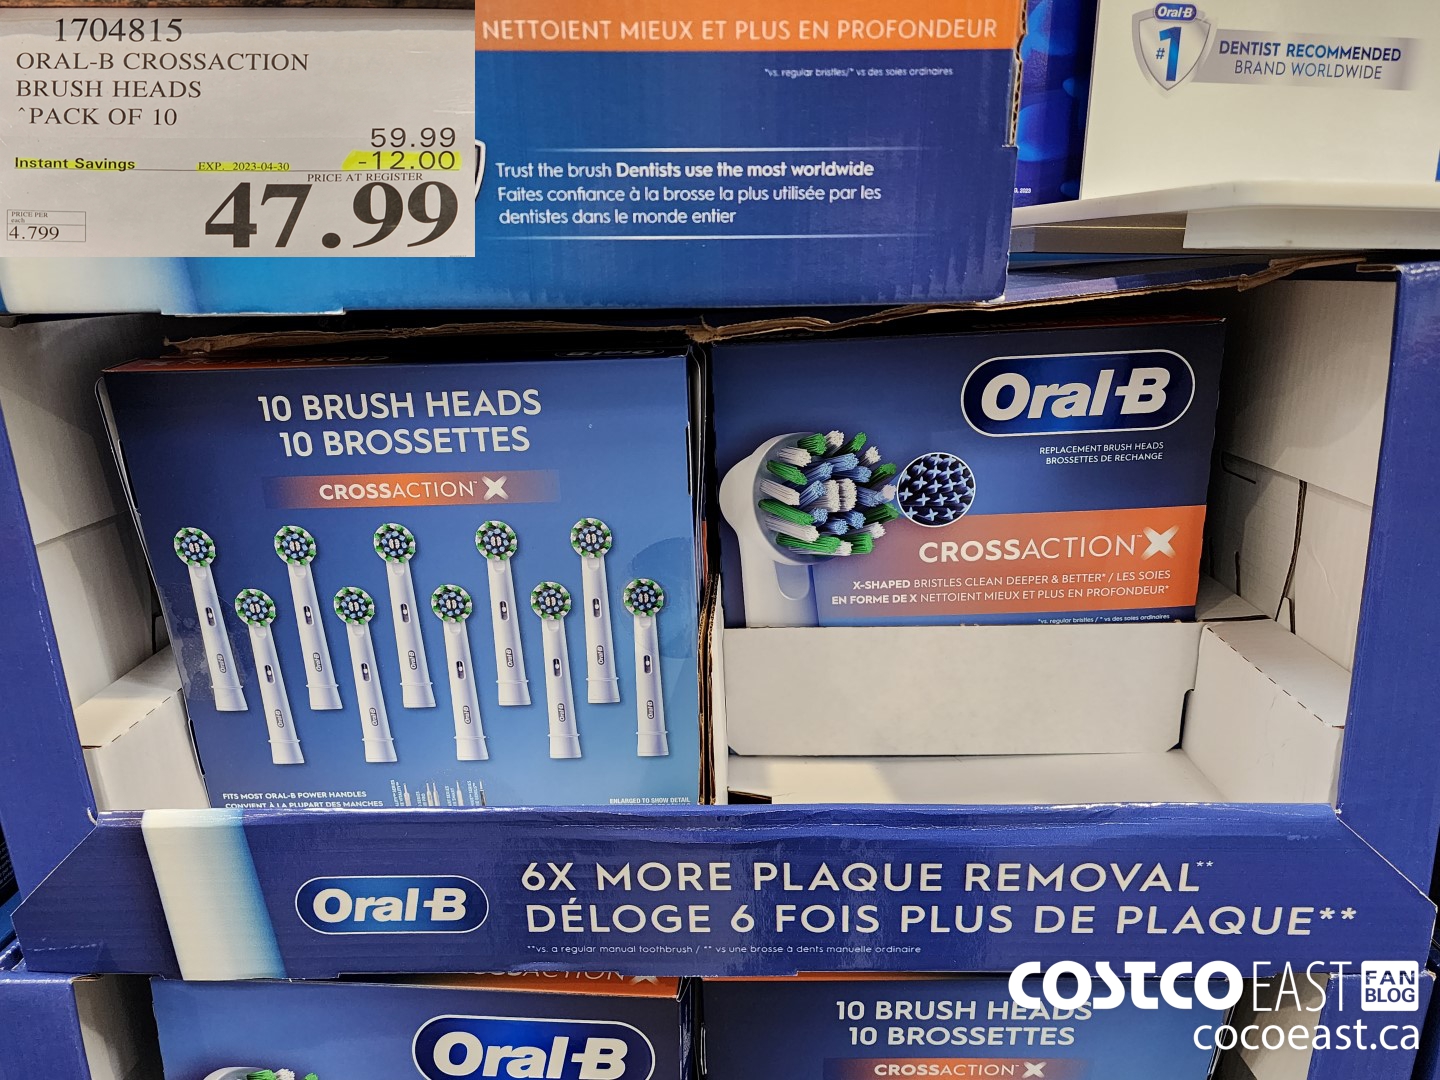 1704815
ORAL-B CROSSACTION
BRUSH HEADS
^PACK OF 10
59.99
Instant Savings EXP. 2023-04-30 -12.00
PRICE AT REGISTER
47.99
PRICE PER
each
4.799
NETTOIENT MIEUX ET PLUS EN PROFONDEUR
*vs. regular bristles/* vs des soies ordinaires
Trust the brush Dentists use the most worldwide
Faites confiance à la brosse la plus utilisée par les
dentistes dans le monde entier
Oral-B
#1
DENTIST RECOMMENDED
BRAND WORLDWIDE
10 BRUSH HEADS
10 BROSSETTES
CROSSACTION™ X
FITS MOST ORAL-B POWER HANDLES
CONVIENT À LA PLUPART DES MANCHES
ENLARGED TO SHOW DETAIL
Oral-B
REPLACEMENT BRUSH HEADS
BROSSETTES DE RECHANGE
CROSSACTION™ X
X-SHAPED BRISTLES CLEAN DEEPER & BETTER* / LES SOIES
EN FORME DE X NETTOIENT MIEUX ET PLUS EN PROFONDEUR*
*vs. regular bristles / * vs des soies ordinaires
Oral-B
6X MORE PLAQUE REMOVAL**
DÉLOGE 6 FOIS PLUS DE PLAQUE**
**vs. a regular manual toothbrush / ** vs une brosse à dents manuelle ordinaire
Oral-B
10 BRUSH HEADS
10 BROSSETTES
CROSSACTION™ X
COSTCO EAST FAN
BLOG
cocoeast.ca